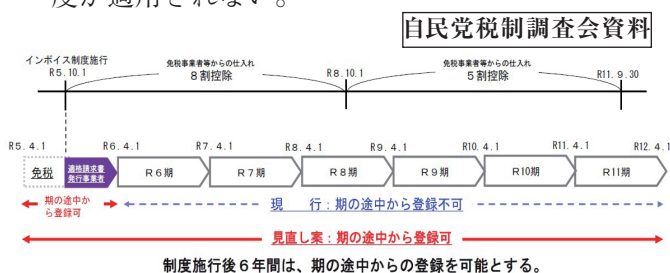 度が適用されない。
自民党税制調査会資料
インボイス制度施行
R5.10.1
免税事業者等からの仕入れ
8割控除
R8.10.1
免税事業者等からの仕入れ
5割控除
R11.9.30
R5.4.1
R6.4.1
R7.4.1
R8.4.1
R9.4.1
R10.4.1
R11.4.1
R12.4.1
免税
適格請求書
発行事業者
R6期
R7期
R8期
R9期
R10期
R11期
期の途中か
ら登録可
現　行：期の途中から登録不可
見直し案：期の途中から登録可
制度施行後6年間は、期の途中からの登録を可能とする。